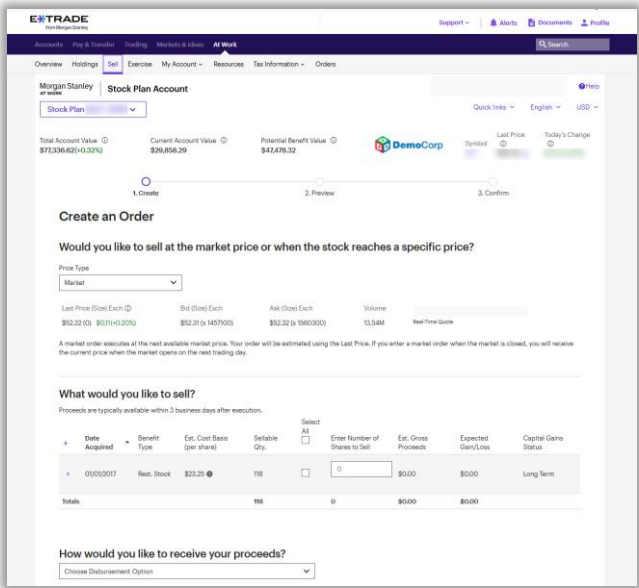 E*TRADE
from Morgan Stanley
Support
Alerts
Documents
Profile
Accounts Pay & Transfer Trading Markets & Ideas At Work
Search
Overview Holdings Sell Exercise My Account Resources Tax Information Orders
Morgan Stanley
AT WORK
Stock Plan Account
Help
Stock Plan
Quick links English USD
Total Account Value
$77,336.62(+0.32%)
Current Account Value
$29,858.29
Potential Benefit Value
$47,478.32
DemoCorp
Symbol
Last Price
Today's Change
1. Create
2. Preview
3. Confirm
Create an Order
Would you like to sell at the market price or when the stock reaches a specific price?
Price Type
Market
Last Price (Size) Exch Bid (Size) Exch Ask (Size) Exch Volume
$52.32 (0) $0.11(+0.20%) $52.31 (x 1457100) $52.32 (x 1560300) 13.54M Real-Time Quote
A market order executes at the next available market price. Your order will be estimated using the Last Price. If you enter a market order when the market is closed, you will receive
the current price when the market opens on the next trading day.
What would you like to sell?
Proceeds are typically available within 3 business days after execution.
+ Date Acquired Benefit Type Est. Cost Basis (per share) Sellable Qty. Select All Enter Number of Shares to Sell Est. Gross Proceeds Expected Gain/Loss Capital Gains Status
01/01/2017 Rest. Stock $23.25 118 0 $0.00 $0.00 Long Term
Totals 118 0 $0.00 $0.00
How would you like to receive your proceeds?
Choose Disbursement Option